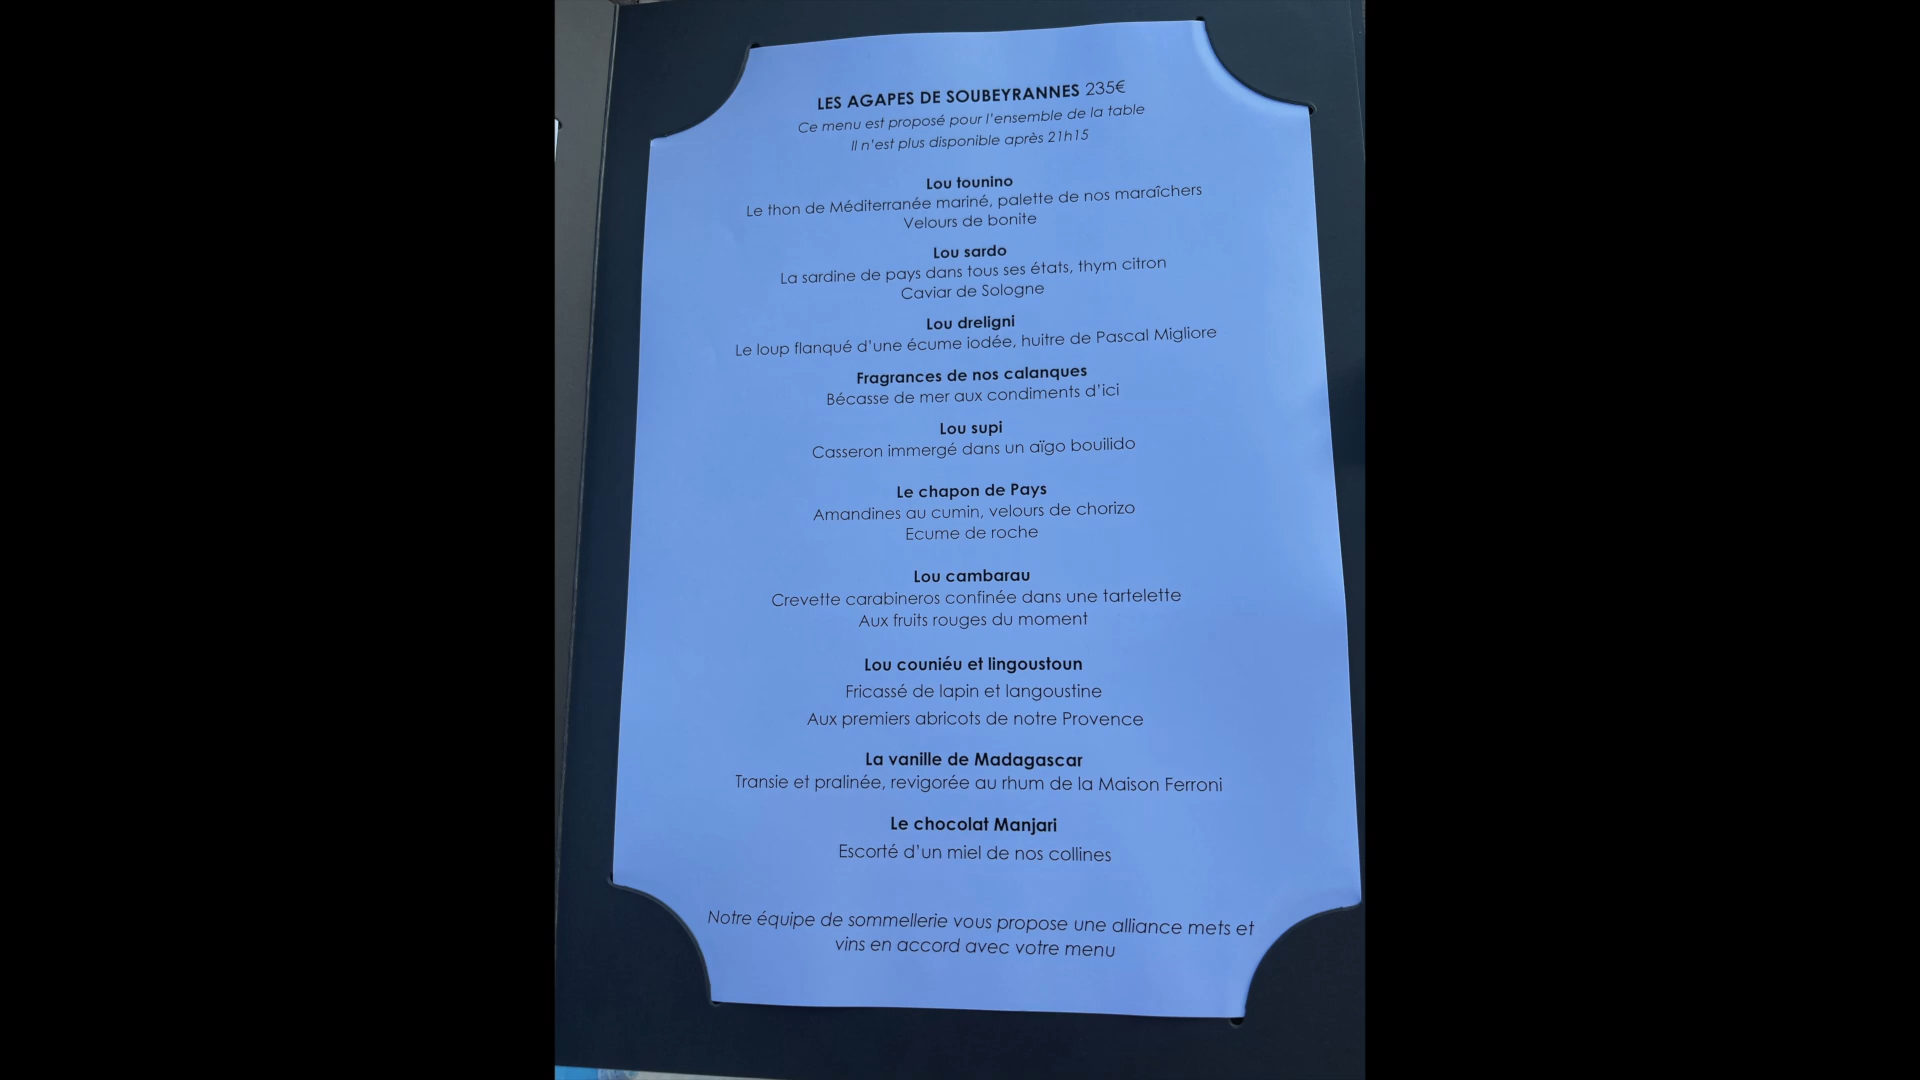 LES AGAPES DE SOUBEYRANNES 235€
Ce menu est proposé pour l'ensemble de la table
Il n'est plus disponible après 21h15
Lou tounino
Le thon de Méditerranée mariné, palette de nos maraîchers
Velours de bonite
Lou sardo
La sardine de pays dans tous ses états, thym citron
Caviar de Sologne
Lou dreligni
Le loup flanqué d'une écume iodée, huitre de Pascal Migliore
Fragrances de nos calanques
Bécasse de mer aux condiments d'ici
Lou supi
Casseron immergé dans un aïgo bouilido
Le chapon de Pays
Amandines au cumin, velours de chorizo
Ecume de roche
Lou cambarau
Crevette carabineros confinée dans une tartelette
Aux fruits rouges du moment
Lou couniéu et lingoustoun
Fricassé de lapin et langoustine
Aux premiers abricots de notre Provence
La vanille de Madagascar
Transie et pralinée, revigorée au rhum de la Maison Ferroni
Le chocolat Manjari
Escorté d'un miel de nos collines
Notre équipe de sommellerie vous propose une alliance mets et
vins en accord avec votre menu